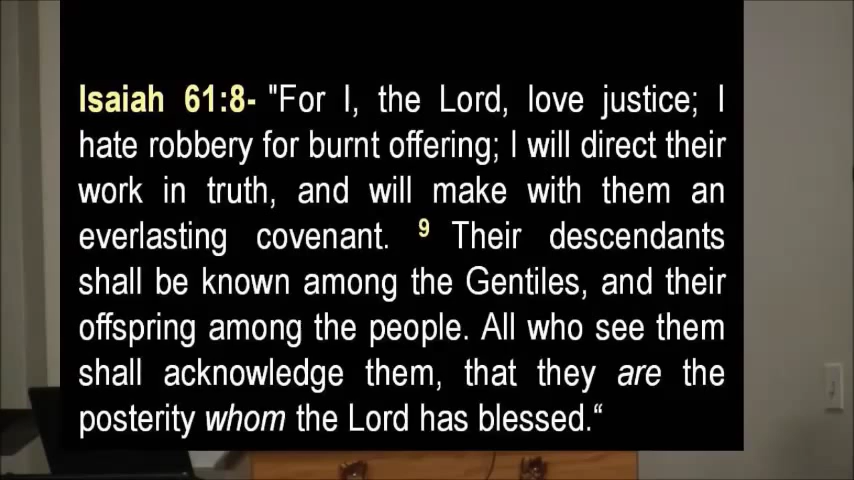 Isaiah 61:8- "For I, the Lord, love justice; I
hate robbery for burnt offering; I will direct their
work in truth, and will make with them an
everlasting covenant. 9 Their descendants
shall be known among the Gentiles, and their
offspring among the people. All who see them
shall acknowledge them, that they are the
posterity whom the Lord has blessed.“